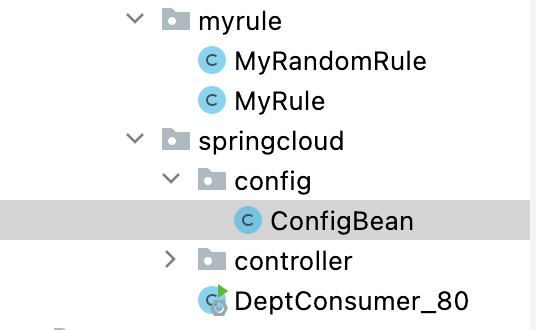 myrule
MyRandomRule
MyRule
springcloud
config
ConfigBean
controller
DeptConsumer_80